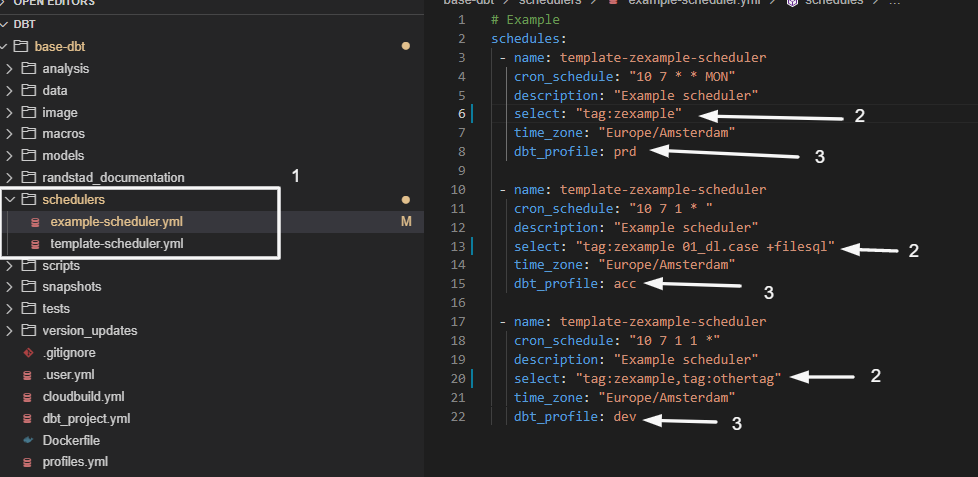 OPEN EDITORS
DBT
base-dbt
analysis
data
image
macros
models
randstad_documentation
1
schedulers
example-scheduler.yml M
template-scheduler.yml
scripts
snapshots
tests
version_updates
.gitignore
.user.yml
cloudbuild.yml
dbt_project.yml
Dockerfile
profiles.yml
base-dbt > schedulers > example-scheduler.yml > schedules > ...
1 # Example
2 schedules:
3 - name: template-zexample-scheduler
4 cron_schedule: "10 7 * * MON"
5 description: "Example scheduler"
6 select: "tag:zexample" 2
7 time_zone: "Europe/Amsterdam"
8 dbt_profile: prd 3
9
10 - name: template-zexample-scheduler
11 cron_schedule: "10 7 1 * "
12 description: "Example scheduler"
13 select: "tag:zexample 01_dl.case +filesql" 2
14 time_zone: "Europe/Amsterdam"
15 dbt_profile: acc 3
16
17 - name: template-zexample-scheduler
18 cron_schedule: "10 7 1 1 *"
19 description: "Example scheduler"
20 select: "tag:zexample,tag:othertag" 2
21 time_zone: "Europe/Amsterdam"
22 dbt_profile: dev 3